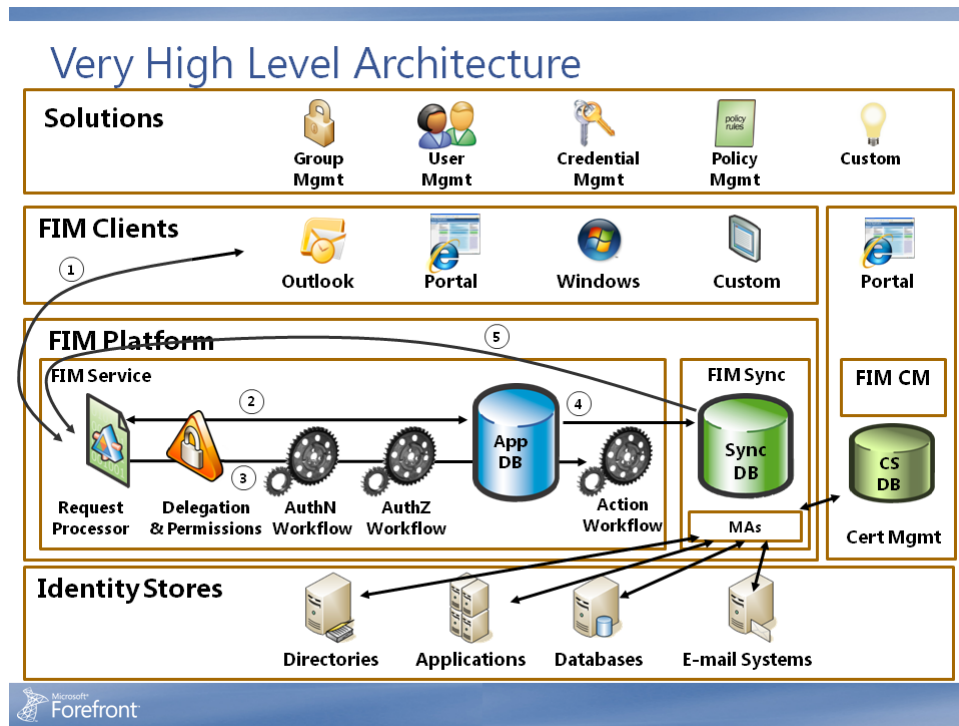 Very High Level Architecture
Solutions
policy
rules
Group
Mgmt
User
Mgmt
Credential
Mgmt
Policy
Mgmt
Custom
FIM Clients
1
Outlook
Portal
Windows
Custom
Portal
FIM Platform
5
FIM Service
FIM Sync
FIM CM
2
4
App
DB
Sync
DB
CS
DB
3
Request
Processor
Delegation
& Permissions
AuthN
Workflow
AuthZ
Workflow
Action
Workflow
MAs
Cert Mgmt
Identity Stores
Directories
Applications
Databases
E-mail Systems
Microsoft
Forefront